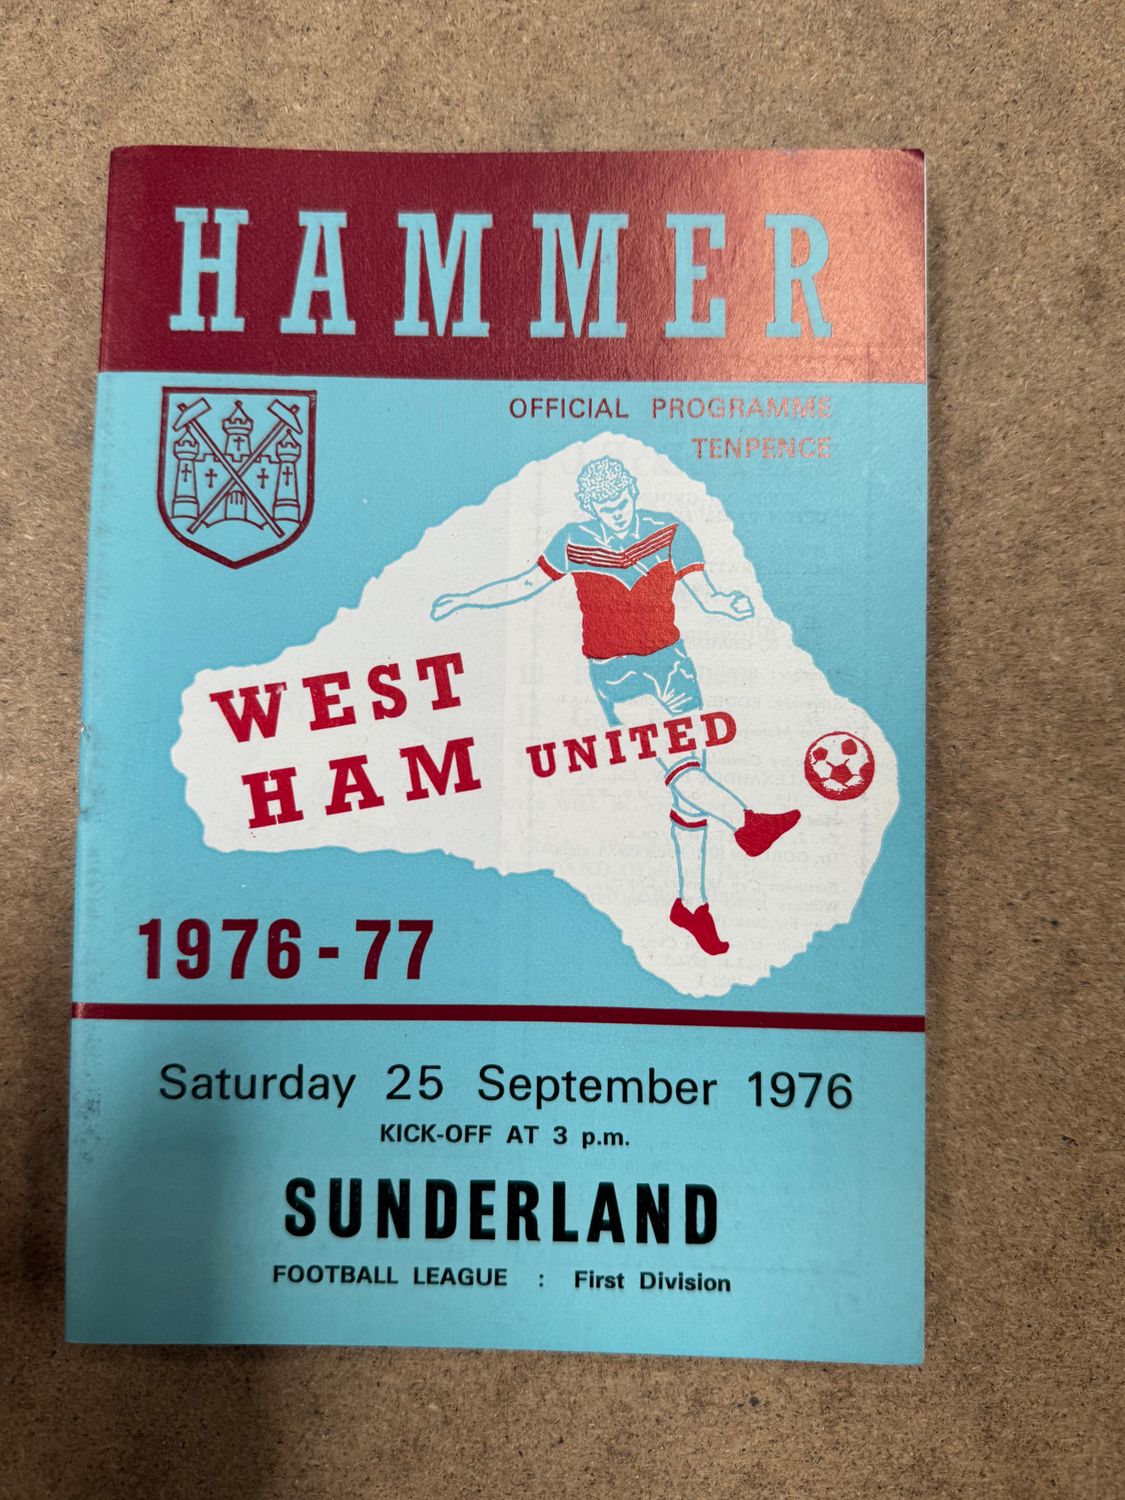 HAMMER
OFFICIAL PROGRAMME
TENPENCE
WEST
HAM UNITED
1976-77
Saturday 25 September 1976
KICK-OFF AT 3 p.m.
SUNDERLAND
FOOTBALL LEAGUE : First Division